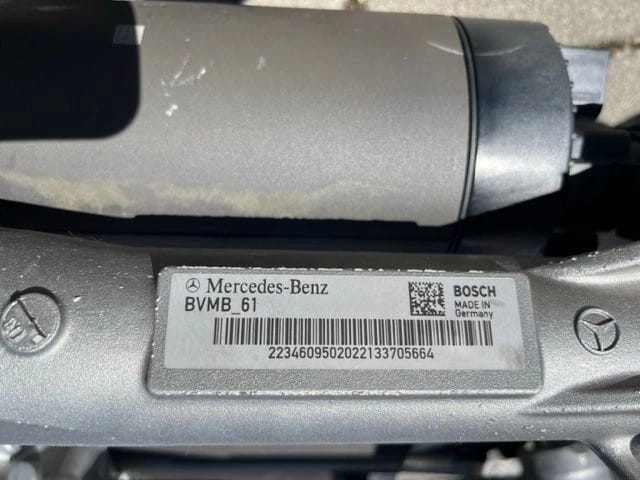 Mercedes-Benz
BVMB_61
BOSCH
MADE IN
Germany
2234609502022133705664